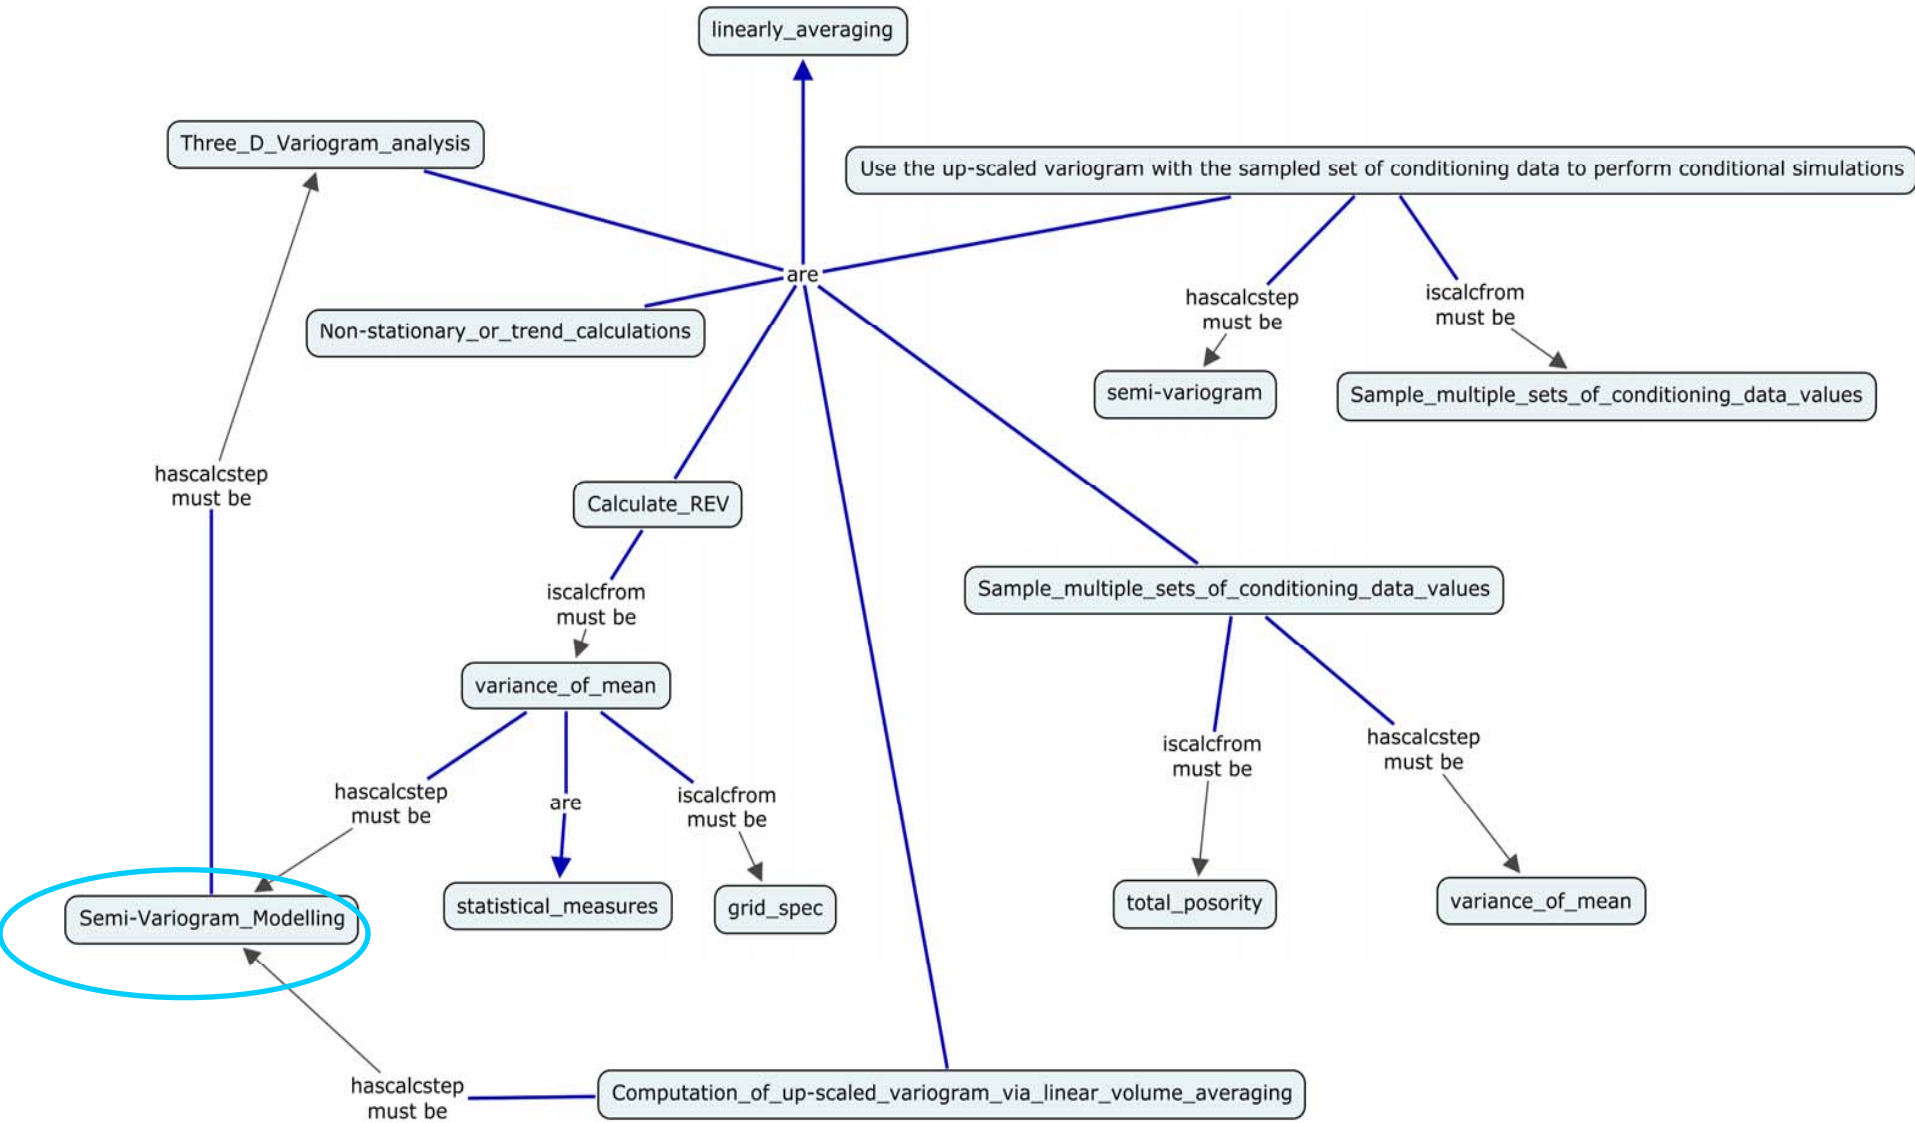 linearly_averaging
Three_D_Variogram_analysis
Use the up-scaled variogram with the sampled set of conditioning data to perform conditional simulations
are
Non-stationary_or_trend_calculations
hascalcstep
must be
iscalcfrom
must be
semi-variogram
Sample_multiple_sets_of_conditioning_data_values
hascalcstep
must be
Calculate_REV
iscalcfrom
must be
Sample_multiple_sets_of_conditioning_data_values
variance_of_mean
iscalcfrom
must be
hascalcstep
must be
hascalcstep
must be
are
iscalcfrom
must be
Semi-Variogram_Modelling
statistical_measures
grid_spec
total_posority
variance_of_mean
hascalcstep
must be
Computation_of_up-scaled_variogram_via_linear_volume_averaging